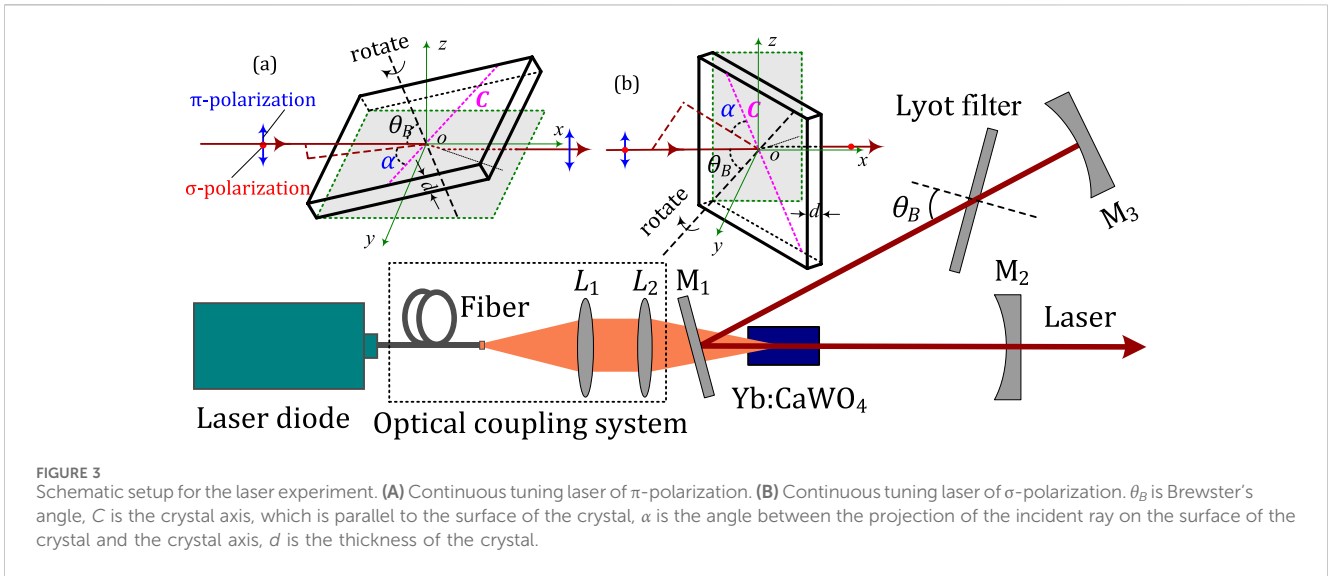 (a)
rotate
z
π-polarization
C
θ_B
o
x
α
σ-polarization
d
y
(b)
z
α
C
θ_B
o
x
rotate
d
y
Lyot filter
θ_B
M₃
M₂
Laser
Fiber
L₁
L₂
M₁
Yb:CaWO₄
Laser diode
Optical coupling system
FIGURE 3
Schematic setup for the laser experiment. (A) Continuous tuning laser of π-polarization. (B) Continuous tuning laser of σ-polarization. θ_B is Brewster's
angle, C is the crystal axis, which is parallel to the surface of the crystal, α is the angle between the projection of the incident ray on the surface of the
crystal and the crystal axis, d is the thickness of the crystal.